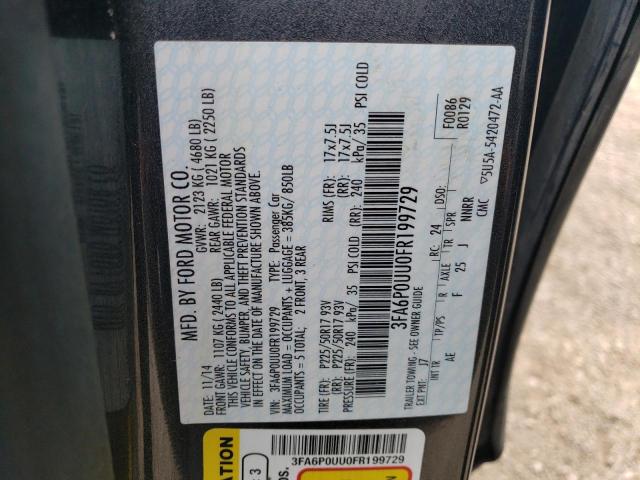 MFD. BY FORD MOTOR CO.
DATE: 11/14 GVWR: 2123 KG ( 4680 LB)
FRONT GAWR: 1107 KG ( 2440 LB) REAR GAWR: 1021 KG ( 2250 LB)
THIS VEHICLE CONFORMS TO ALL APPLICABLE FEDERAL MOTOR
VEHICLE SAFETY, BUMPER, AND THEFT PREVENTION STANDARDS
IN EFFECT ON THE DATE OF MANUFACTURE SHOWN ABOVE.
VIN: 3FA6P0UU0FR199729 TYPE: Passenger Car
MAXIMUM LOAD = OCCUPANTS + LUGGAGE = 385KG/ 850LB
OCCUPANTS = 5 TOTAL; 2 FRONT, 3 REAR
TIRE (FR): P225/50R17 93V RIMS (FR): 17x7.5J
(RR): P225/50R17 93V (RR): 17x7.5J
(FR): 240 kPa/ 35 PSI COLD (RR): 240 kPa/ 35 PSI COLD
3FA6P0UU0FR199729
TRAILER TOWING - SEE OWNER GUIDE
EXT PNT: J7 RC: 24 DSO: F0086
R0129
INT TR TP/PS R AXLE TR SPR
AE F 25 J NNRR
CMC 5U5A-5420472-AA
3FA6P0UU0FR199729